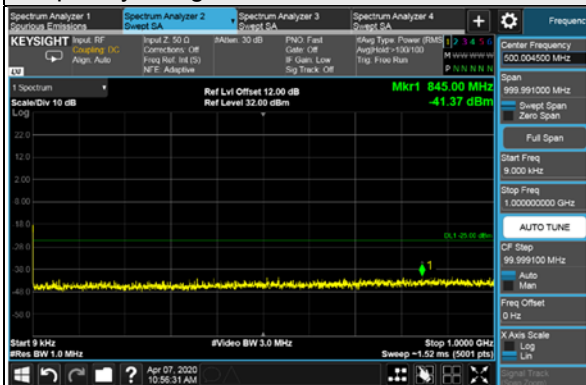 Spectrum Analyzer 1
Spurious Emissions
Spectrum Analyzer 2
Swept SA
Spectrum Analyzer 3
Swept SA
Spectrum Analyzer 4
Swept SA
+
Frequenc
KEYSIGHT
Input: RF
Coupling: DC
Align: Auto
Input Z: 50 Ω
Corrections: Off
Freq Ref: Int (S)
NFE: Adaptive
#Atten: 30 dB
PNO: Fast
Gate: Off
IF Gain: Low
Sig Track: Off
#Avg Type: Power (RMS
Avg|Hold:>100/100
Trig: Free Run
1 2 3 4 5 6
M w w w w w
P N N N N N
LVI
1 Spectrum
Scale/Div 10 dB
Log
Ref Lvl Offset 12.00 dB
Ref Level 32.00 dBm
Mkr1 845.00 MHz
-41.37 dBm
22.0
12.0
2.00
-8.00
-18.0
-28.0
-38.0
-48.0
-58.0
DL1 -25.00 dBm
1
Start 9 kHz
#Res BW 1.0 MHz
#Video BW 3.0 MHz
Stop 1.0000 GHz
Sweep ~1.52 ms (5001 pts)
Center Frequency
500.004500 MHz
Span
999.991000 MHz
Swept Span
Zero Span
Full Span
Start Freq
9.000 kHz
Stop Freq
1.000000000 GHz
AUTO TUNE
CF Step
99.999100 MHz
Auto
Man
Freq Offset
0 Hz
X Axis Scale
Log
Lin
Signal Track
(Span Zoom)
?
Apr 07, 2020
10:56:31 AM